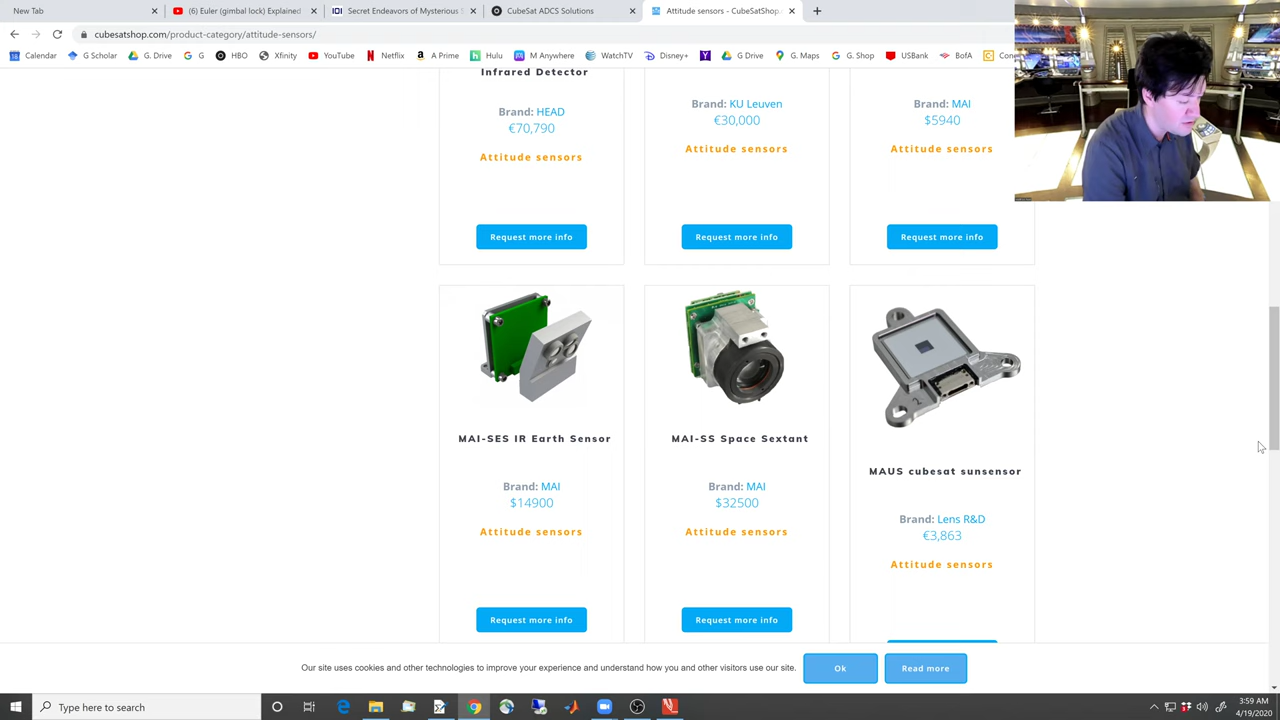 New Tab
(6) Euler (gimbal lock) Explained
IOI Secret Endeavors of Mysterious S
CubeSat ADCS Solutions
Attitude sensors - CubeSatShop.
cubesatshop.com/product-category/attitude-sensors/
Calendar G Scholar G. Drive G HBO Xfinity YouTube Netflix A Prime Hulu M Anywhere WatchTV Disney+ G Drive G. Maps G. Shop USBank BofA
Infrared Detector
Brand: HEAD
€70,790
Attitude sensors
Request more info
Brand: KU Leuven
€30,000
Attitude sensors
Request more info
Brand: MAI
$5940
Attitude sensors
Request more info
MAI-SES IR Earth Sensor
Brand: MAI
$14900
Attitude sensors
Request more info
MAI-SS Space Sextant
Brand: MAI
$32500
Attitude sensors
Request more info
MAUS cubesat sunsensor
Brand: Lens R&D
€3,863
Attitude sensors
Our site uses cookies and other technologies to improve your experience and understand how you and other visitors use our site.
Ok
Read more
Type here to search
3:59 AM
4/19/2020